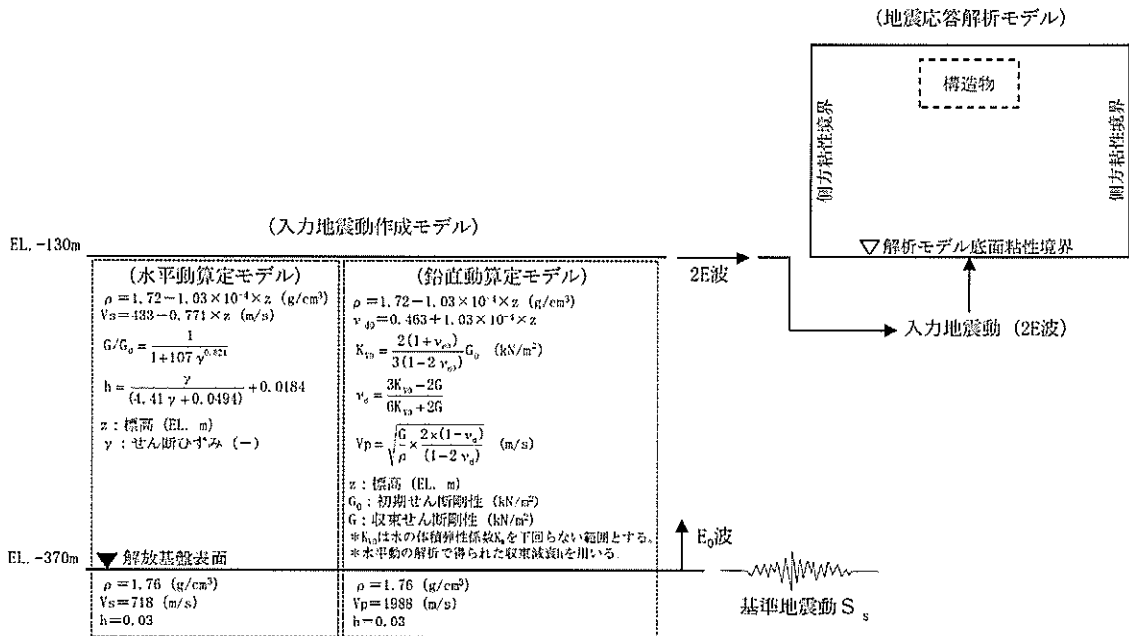 (地震応答解析モデル)
構造物
側方粘性境界
側方粘性境界
▽解析モデル底面粘性境界
(入力地震動作成モデル)
EL.-130m
2E波
入力地震動 (2E波)
(水平動算定モデル)
ρ=1.72-1.03×10⁻⁴×z (g/cm³)
Vs=433-0.771×z (m/s)
G/G₀=1/(1+107γ^0.824)
h=γ/(4.41γ+0.0494)+0.0184
z:標高 (EL. m)
γ:せん断ひずみ (-)
(鉛直動算定モデル)
ρ=1.72-1.03×10⁻⁴×z (g/cm³)
ν_d0=0.463+1.03×10⁻⁴×z
K_V0=2(1+ν_d0)/3(1-2ν_d0) G₀ (kN/m²)
ν_d=(3K_V0-2G)/(6K_V0+2G)
Vp=√(G/ρ×2×(1-ν_d)/(1-2ν_d)) (m/s)
z:標高 (EL. m)
G₀:初期せん断剛性 (kN/m²)
G:収束せん断剛性 (kN/m²)
*K_V0は水の体積弾性係数K_wを下回らない範囲とする。
*水平動の解析で得られた収束減衰hを用いる.
E₀波
EL.-370m
▼解放基盤表面
ρ=1.76 (g/cm³)
Vs=718 (m/s)
h=0.03
ρ=1.76 (g/cm³)
Vp=1988 (m/s)
h=0.03
基準地震動Ss